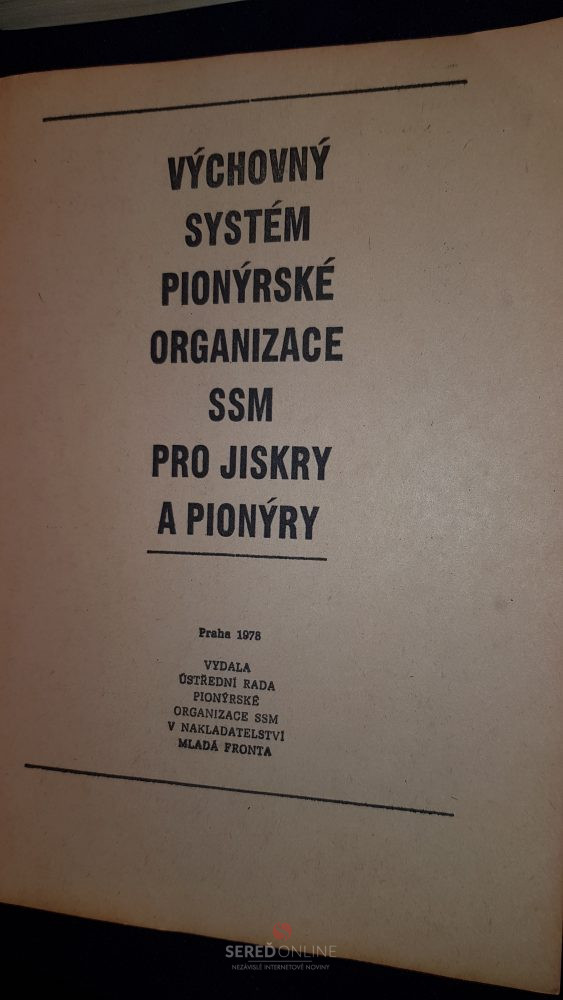 VÝCHOVNÝ
SYSTÉM
PIONÝRSKÉ
ORGANIZACE
SSM
PRO JISKRY
A PIONÝRY
Praha 1978
VYDALA
ÚSTŘEDNÍ RADA
PIONÝRSKÉ
ORGANIZACE SSM
V NAKLADATELSTVÍ
MLADÁ FRONTA
SEREĎONLINE
NEZÁVISLÉ INTERNETOVÉ NOVINY